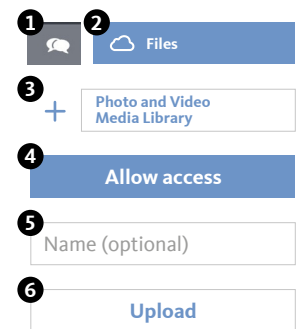 1 2
Files
3
+ Photo and Video
Media Library
4
Allow access
5
Name (optional)
6
Upload